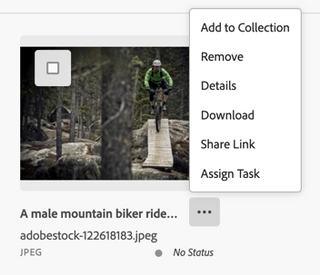 Add to Collection
Remove
Details
Download
Share Link
Assign Task
A male mountain biker ride...
adobestock-122618183.jpeg
JPEG
No Status